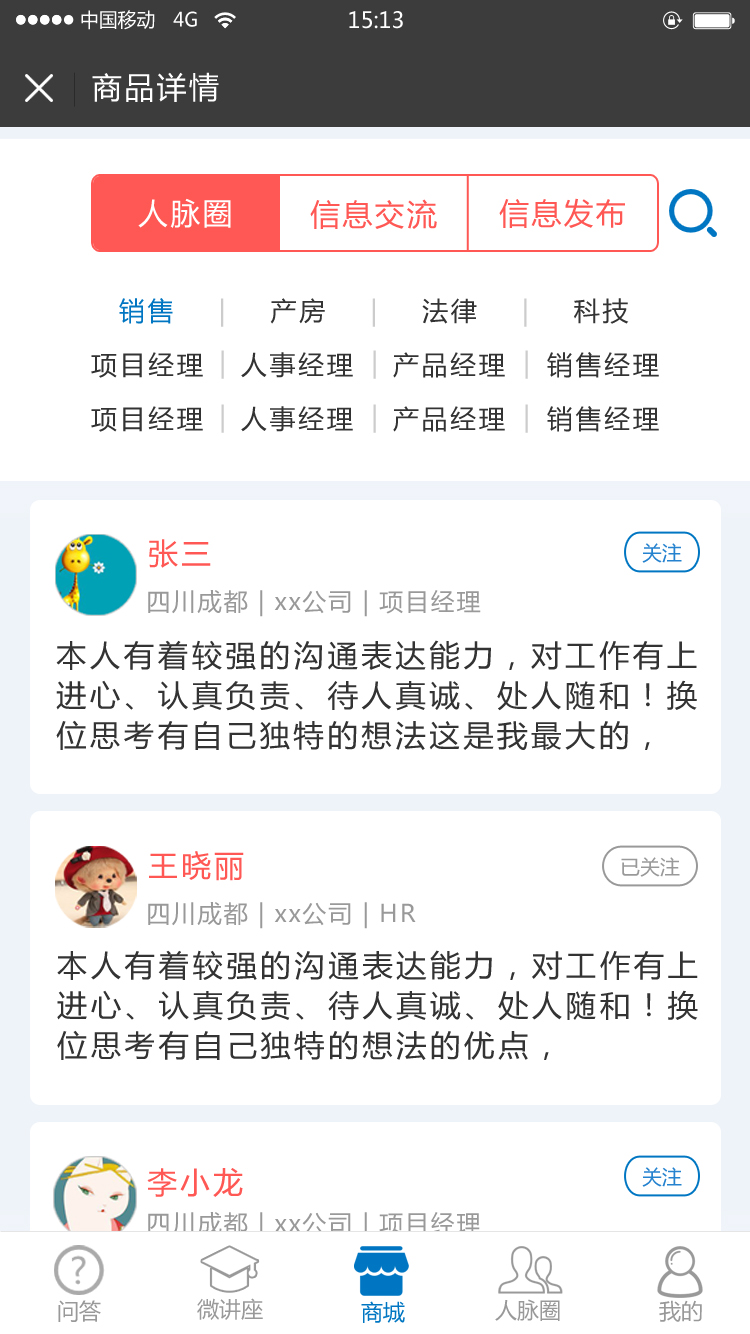 中国移动 4G 15:13
商品详情
人脉圈 信息交流 信息发布
销售 | 产房 | 法律 | 科技
项目经理 | 人事经理 | 产品经理 | 销售经理
项目经理 | 人事经理 | 产品经理 | 销售经理
张三 关注
四川成都 | xx公司 | 项目经理
本人有着较强的沟通表达能力，对工作有上
进心、认真负责、待人真诚、处人随和！换
位思考有自己独特的想法这是我最大的，
王晓丽 已关注
四川成都 | xx公司 | HR
本人有着较强的沟通表达能力，对工作有上
进心、认真负责、待人真诚、处人随和！换
位思考有自己独特的想法的优点，
李小龙 关注
四川成都 | xx公司 | 项目经理
问答 微讲座 商城 人脉圈 我的